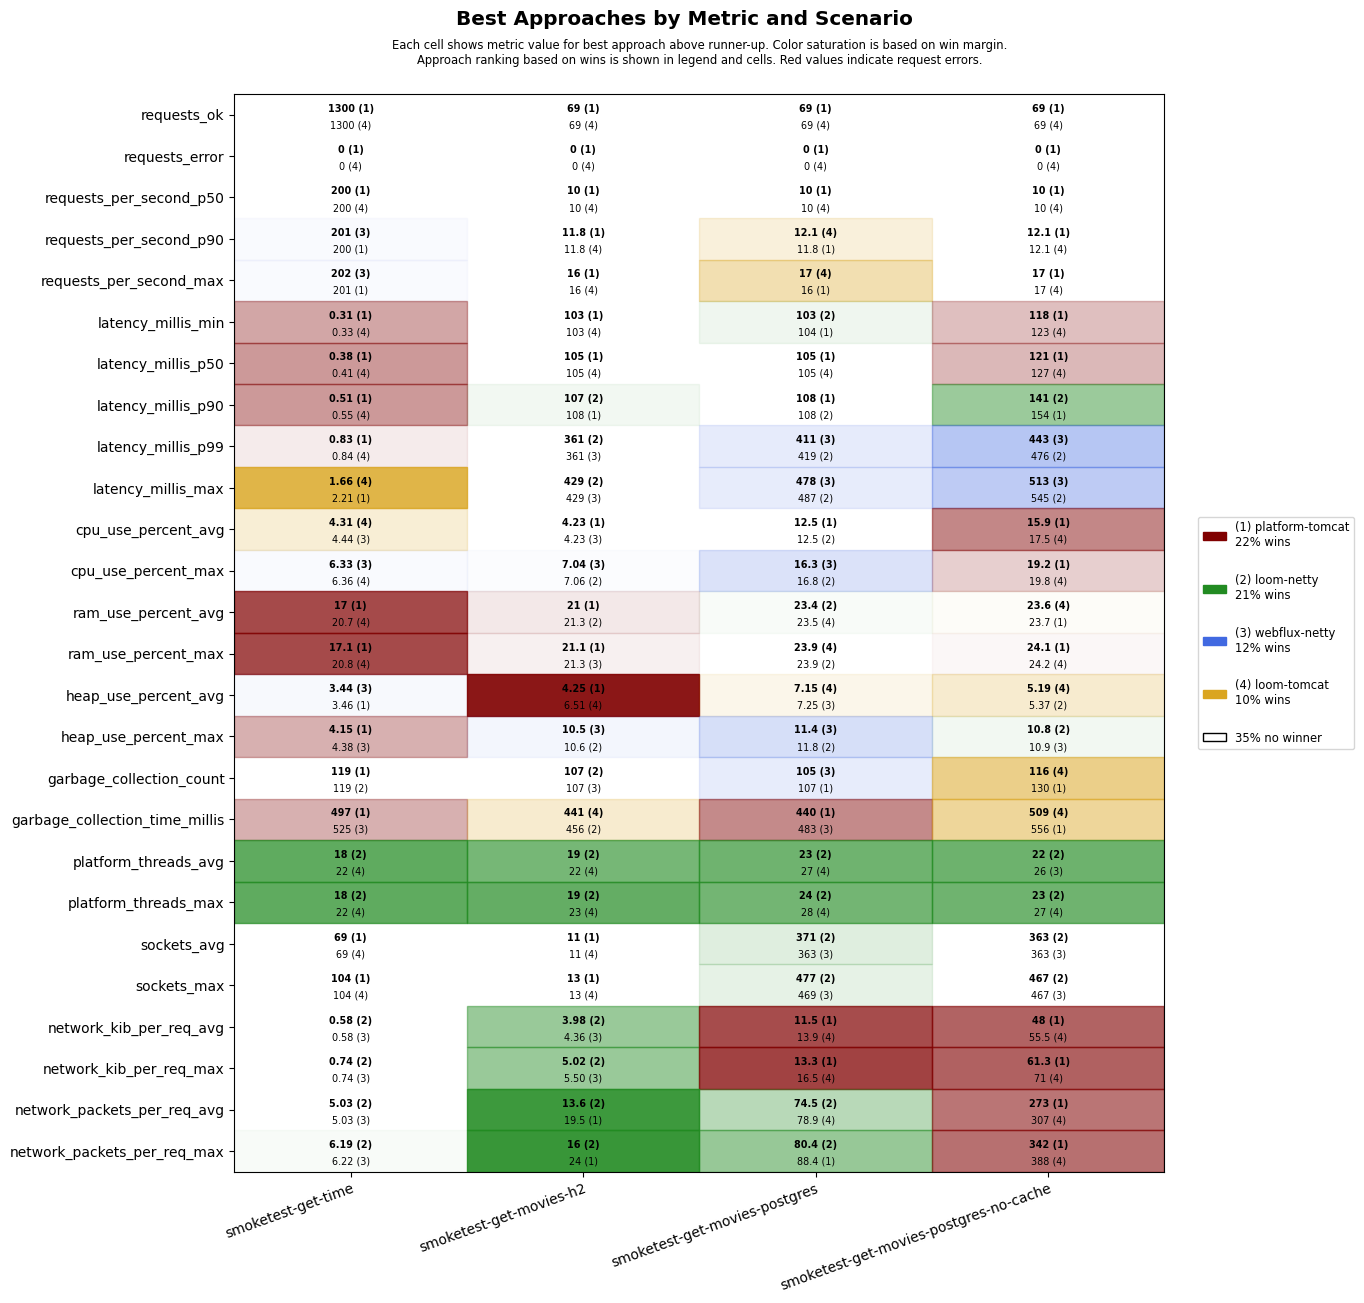 Best Approaches by Metric and Scenario
Each cell shows metric value for best approach above runner-up. Color saturation is based on win margin.
Approach ranking based on wins is shown in legend and cells. Red values indicate request errors.
requests_ok
1300 (1) 69 (1) 69 (1) 69 (1)
1300 (4) 69 (4) 69 (4) 69 (4)
requests_error
0 (1) 0 (1) 0 (1) 0 (1)
0 (4) 0 (4) 0 (4) 0 (4)
requests_per_second_p50
200 (1) 10 (1) 10 (1) 10 (1)
200 (4) 10 (4) 10 (4) 10 (4)
requests_per_second_p90
201 (3) 11.8 (1) 12.1 (4) 12.1 (1)
200 (1) 11.8 (4) 11.8 (1) 12.1 (4)
requests_per_second_max
202 (3) 16 (1) 17 (4) 17 (1)
201 (1) 16 (4) 16 (1) 17 (4)
latency_millis_min
0.31 (1) 103 (1) 103 (2) 118 (1)
0.33 (4) 103 (4) 104 (1) 123 (4)
latency_millis_p50
0.38 (1) 105 (1) 105 (1) 121 (1)
0.41 (4) 105 (4) 105 (4) 127 (4)
latency_millis_p90
0.51 (1) 107 (2) 108 (1) 141 (2)
0.55 (4) 108 (1) 108 (2) 154 (1)
latency_millis_p99
0.83 (1) 361 (2) 411 (3) 443 (3)
0.84 (4) 361 (3) 419 (2) 476 (2)
latency_millis_max
1.66 (4) 429 (2) 478 (3) 513 (3)
2.21 (1) 429 (3) 487 (2) 545 (2)
cpu_use_percent_avg
4.31 (4) 4.23 (1) 12.5 (1) 15.9 (1)
4.44 (3) 4.23 (3) 12.5 (2) 17.5 (4)
cpu_use_percent_max
6.33 (3) 7.04 (3) 16.3 (3) 19.2 (1)
6.36 (4) 7.06 (2) 16.8 (2) 19.8 (4)
ram_use_percent_avg
17 (1) 21 (1) 23.4 (2) 23.6 (4)
20.7 (4) 21.3 (2) 23.5 (4) 23.7 (1)
ram_use_percent_max
17.1 (1) 21.1 (1) 23.9 (4) 24.1 (1)
20.8 (4) 21.3 (3) 23.9 (2) 24.2 (4)
heap_use_percent_avg
3.44 (3) 4.25 (1) 7.15 (4) 5.19 (4)
3.46 (1) 6.51 (4) 7.25 (3) 5.37 (2)
heap_use_percent_max
4.15 (1) 10.5 (3) 11.4 (3) 10.8 (2)
4.38 (3) 10.6 (2) 11.8 (2) 10.9 (3)
garbage_collection_count
119 (1) 107 (2) 105 (3) 116 (4)
119 (2) 107 (3) 107 (1) 130 (1)
garbage_collection_time_millis
497 (1) 441 (4) 440 (1) 509 (4)
525 (3) 456 (2) 483 (3) 556 (1)
platform_threads_avg
18 (2) 19 (2) 23 (2) 22 (2)
22 (4) 22 (4) 27 (4) 26 (3)
platform_threads_max
18 (2) 19 (2) 24 (2) 23 (2)
22 (4) 23 (4) 28 (4) 27 (4)
sockets_avg
69 (1) 11 (1) 371 (2) 363 (2)
69 (4) 11 (4) 363 (3) 363 (3)
sockets_max
104 (1) 13 (1) 477 (2) 467 (2)
104 (4) 13 (4) 469 (3) 467 (3)
network_kib_per_req_avg
0.58 (2) 3.98 (2) 11.5 (1) 48 (1)
0.58 (3) 4.36 (3) 13.9 (4) 55.5 (4)
network_kib_per_req_max
0.74 (2) 5.02 (2) 13.3 (1) 61.3 (1)
0.74 (3) 5.50 (3) 16.5 (4) 71 (4)
network_packets_per_req_avg
5.03 (2) 13.6 (2) 74.5 (2) 273 (1)
5.03 (3) 19.5 (1) 78.9 (4) 307 (4)
network_packets_per_req_max
6.19 (2) 16 (2) 80.4 (2) 342 (1)
6.22 (3) 24 (1) 88.4 (1) 388 (4)
smoketest-get-time
smoketest-get-movies-h2
smoketest-get-movies-postgres
smoketest-get-movies-postgres-no-cache
(1) platform-tomcat
22% wins
(2) loom-netty
21% wins
(3) webflux-netty
12% wins
(4) loom-tomcat
10% wins
35% no winner